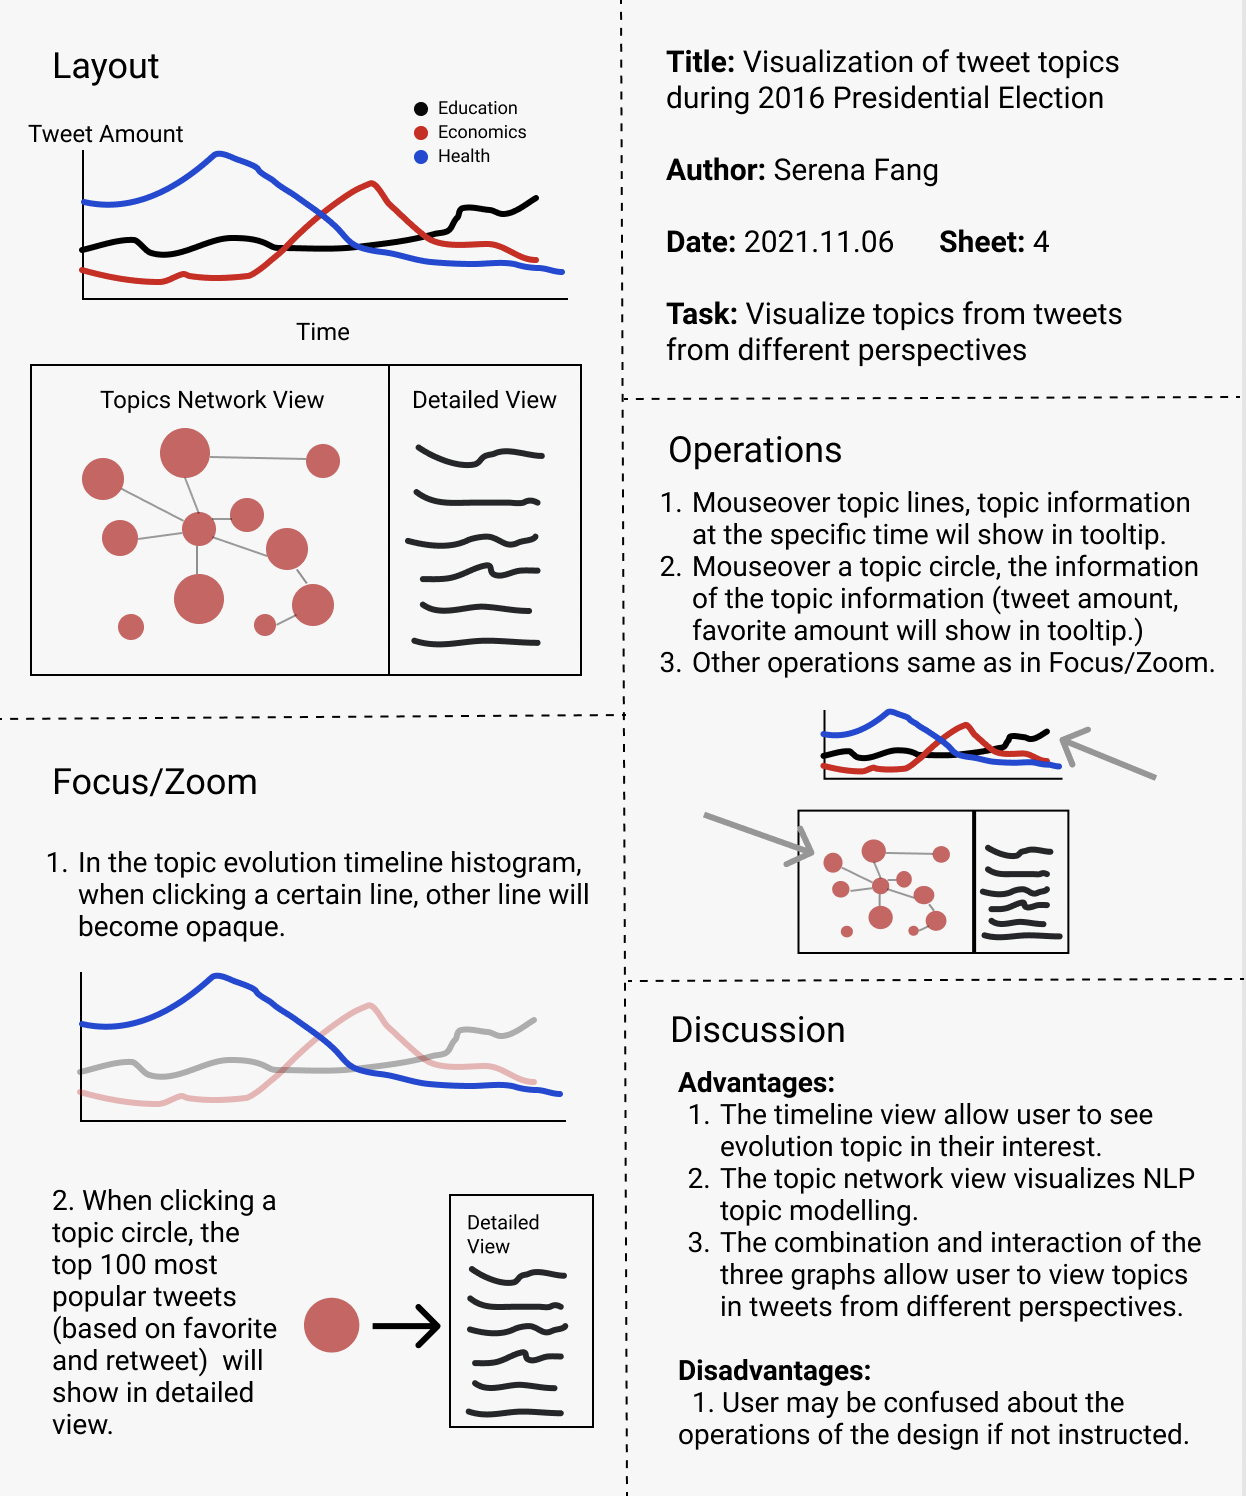 Layout
Tweet Amount
Education
Economics
Health
Time
Topics Network View
Detailed View
Title: Visualization of tweet topics
during 2016 Presidential Election
Author: Serena Fang
Date: 2021.11.06 Sheet: 4
Task: Visualize topics from tweets
from different perspectives
Operations
1. Mouseover topic lines, topic information
at the specific time wil show in tooltip.
2. Mouseover a topic circle, the information
of the topic information (tweet amount,
favorite amount will show in tooltip.)
3. Other operations same as in Focus/Zoom.
Focus/Zoom
1. In the topic evolution timeline histogram,
when clicking a certain line, other line will
become opaque.
2. When clicking a
topic circle, the
top 100 most
popular tweets
(based on favorite
and retweet)  will
show in detailed
view.
Detailed
View
Discussion
Advantages:
1. The timeline view allow user to see
evolution topic in their interest.
2. The topic network view visualizes NLP
topic modelling.
3. The combination and interaction of the
three graphs allow user to view topics
in tweets from different perspectives.
Disadvantages:
1. User may be confused about the
operations of the design if not instructed.